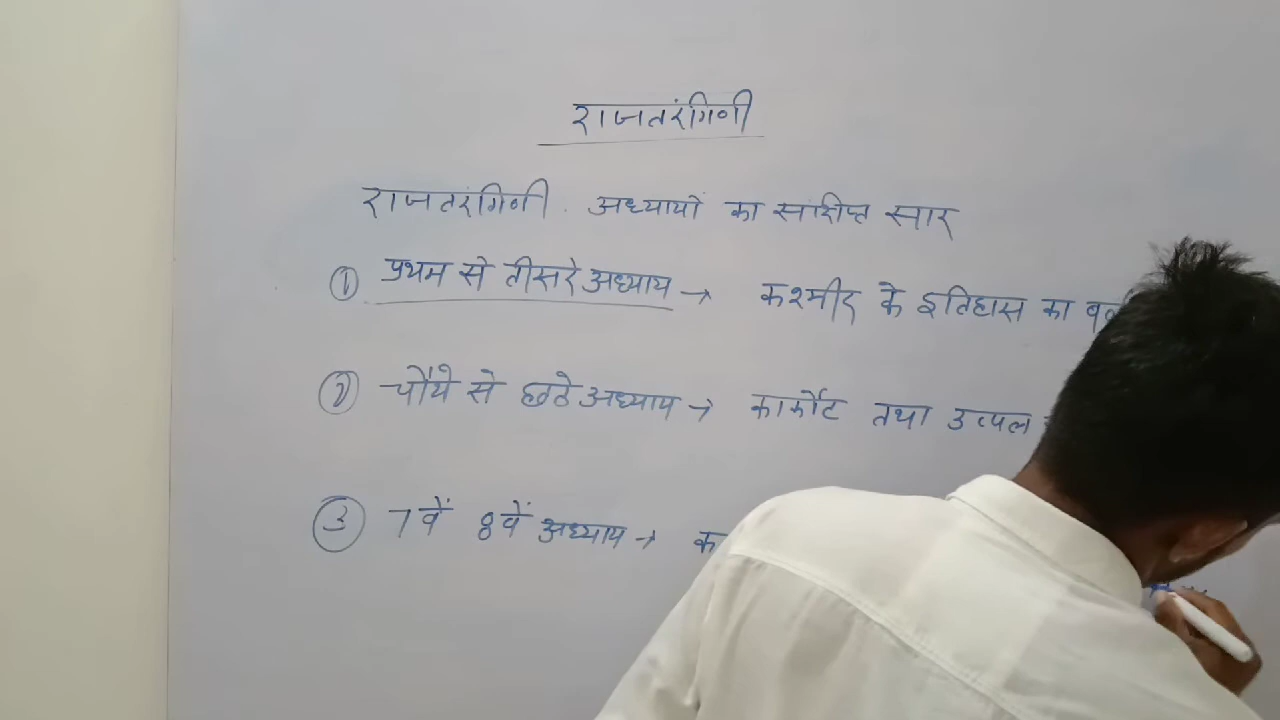 राजतरंगिणी
राजतरंगिणी. अध्यायों का सांक्षिप्त सार
① प्रथम से तीसरे अध्याय → कश्मीर के इतिहास का
② चौथे से छठे अध्याय → कार्कोट तथा उत्पल
③ 7वें 8वें अध्याय →